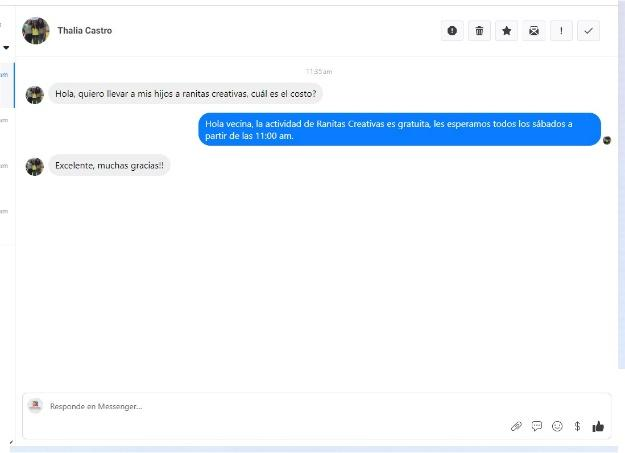 Thalia Castro
11:35am
Hola, quiero llevar a mis hijos a ranitas creativas, cuál es el costo?
Hola vecina, la actividad de Ranitas Creativas es gratuita, les esperamos todos los sábados a
partir de las 11:00 am.
Excelente, muchas gracias!!
Responde en Messenger...